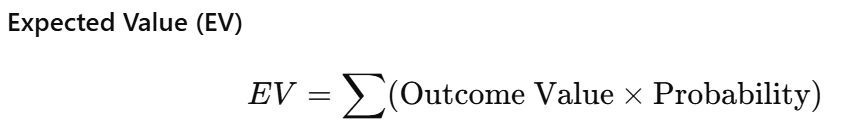 Expected Value (EV)
EV = ∑(Outcome Value × Probability)